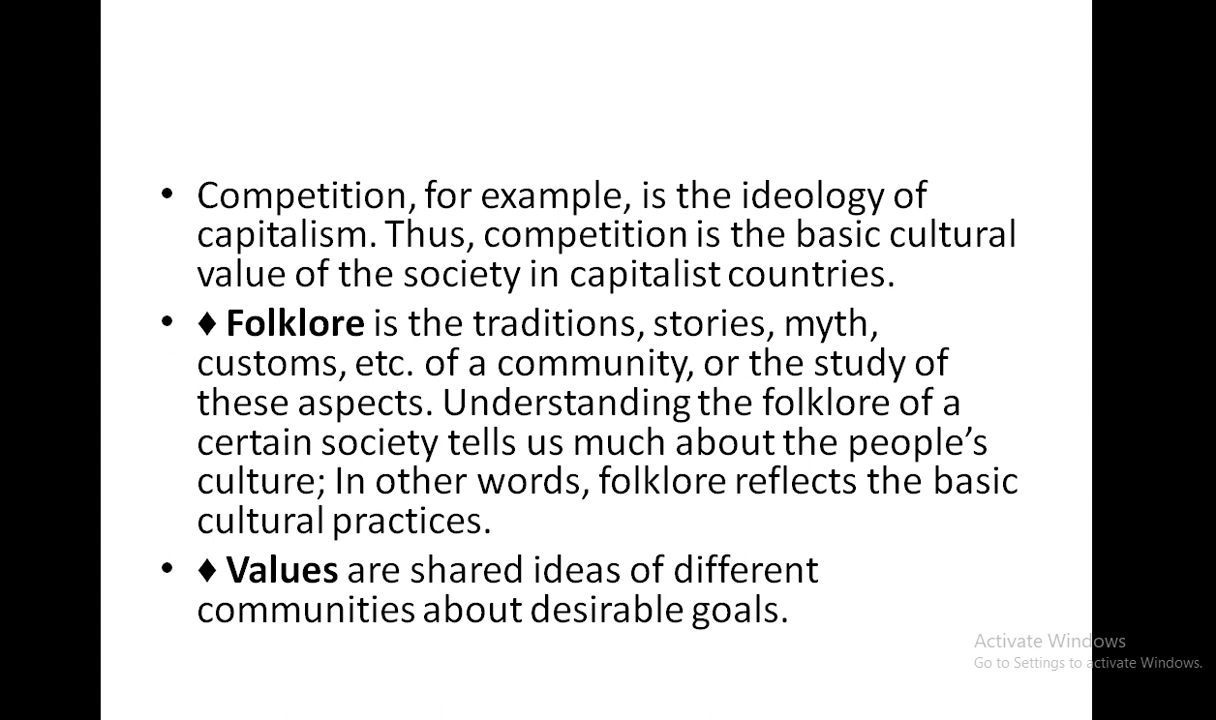 • Competition, for example, is the ideology of
capitalism. Thus, competition is the basic cultural
value of the society in capitalist countries.
• ♦ Folklore is the traditions, stories, myth,
customs, etc. of a community, or the study of
these aspects. Understanding the folklore of a
certain society tells us much about the people’s
culture; In other words, folklore reflects the basic
cultural practices.
• ♦ Values are shared ideas of different
communities about desirable goals.
Activate Windows
Go to Settings to activate Windows.